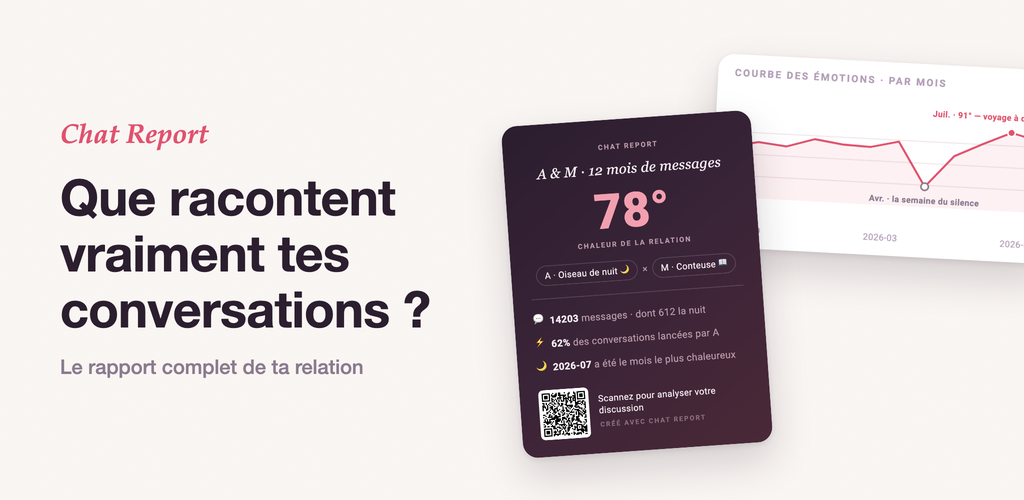 Chat Report
Que racontent
vraiment tes
conversations ?
Le rapport complet de ta relation
CHAT REPORT
A & M · 12 mois de messages
78°
CHALEUR DE LA RELATION
A · Oiseau de nuit 🌙 × M · Conteuse 📖
💬 14203 messages · dont 612 la nuit
⚡ 62% des conversations lancées par A
🌙 2026-07 a été le mois le plus chaleureux
Scannez pour analyser votre
discussion
CRÉÉ AVEC CHAT REPORT
COURBE DES ÉMOTIONS · PAR MOIS
Juil. · 91° — voyage à
Avr. · la semaine du silence
2026-03
2026-